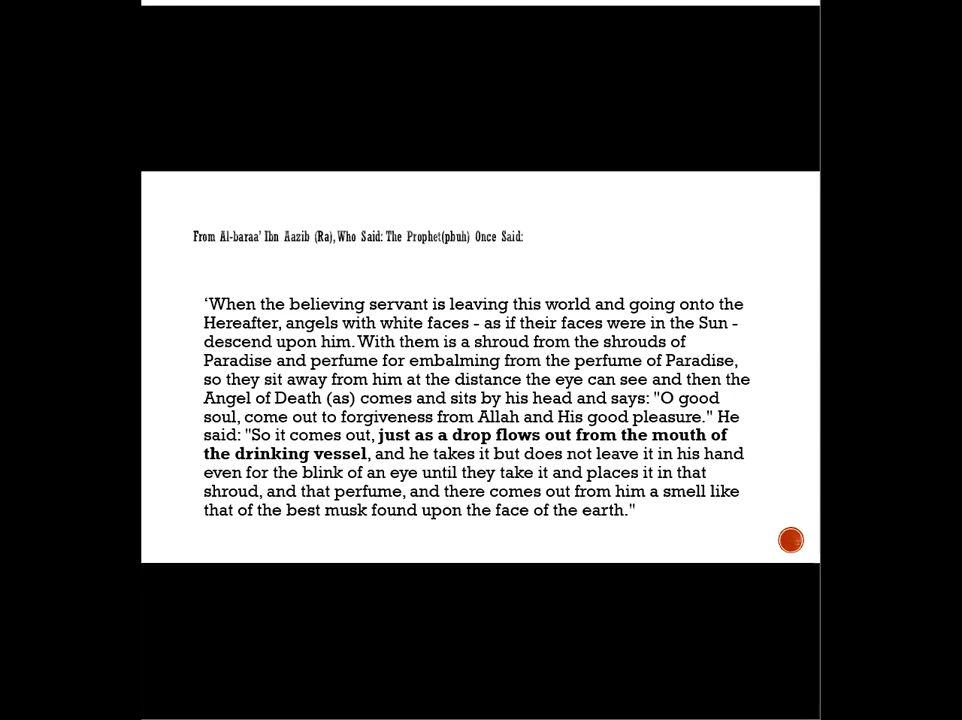 From Al-baraa' Ibn Aazib (Ra), Who Said: The Prophet(pbuh) Once Said:
‘When the believing servant is leaving this world and going onto the
Hereafter, angels with white faces - as if their faces were in the Sun -
descend upon him. With them is a shroud from the shrouds of
Paradise and perfume for embalming from the perfume of Paradise,
so they sit away from him at the distance the eye can see and then the
Angel of Death (as) comes and sits by his head and says: "O good
soul, come out to forgiveness from Allah and His good pleasure." He
said: "So it comes out, just as a drop flows out from the mouth of
the drinking vessel, and he takes it but does not leave it in his hand
even for the blink of an eye until they take it and places it in that
shroud, and that perfume, and there comes out from him a smell like
that of the best musk found upon the face of the earth."